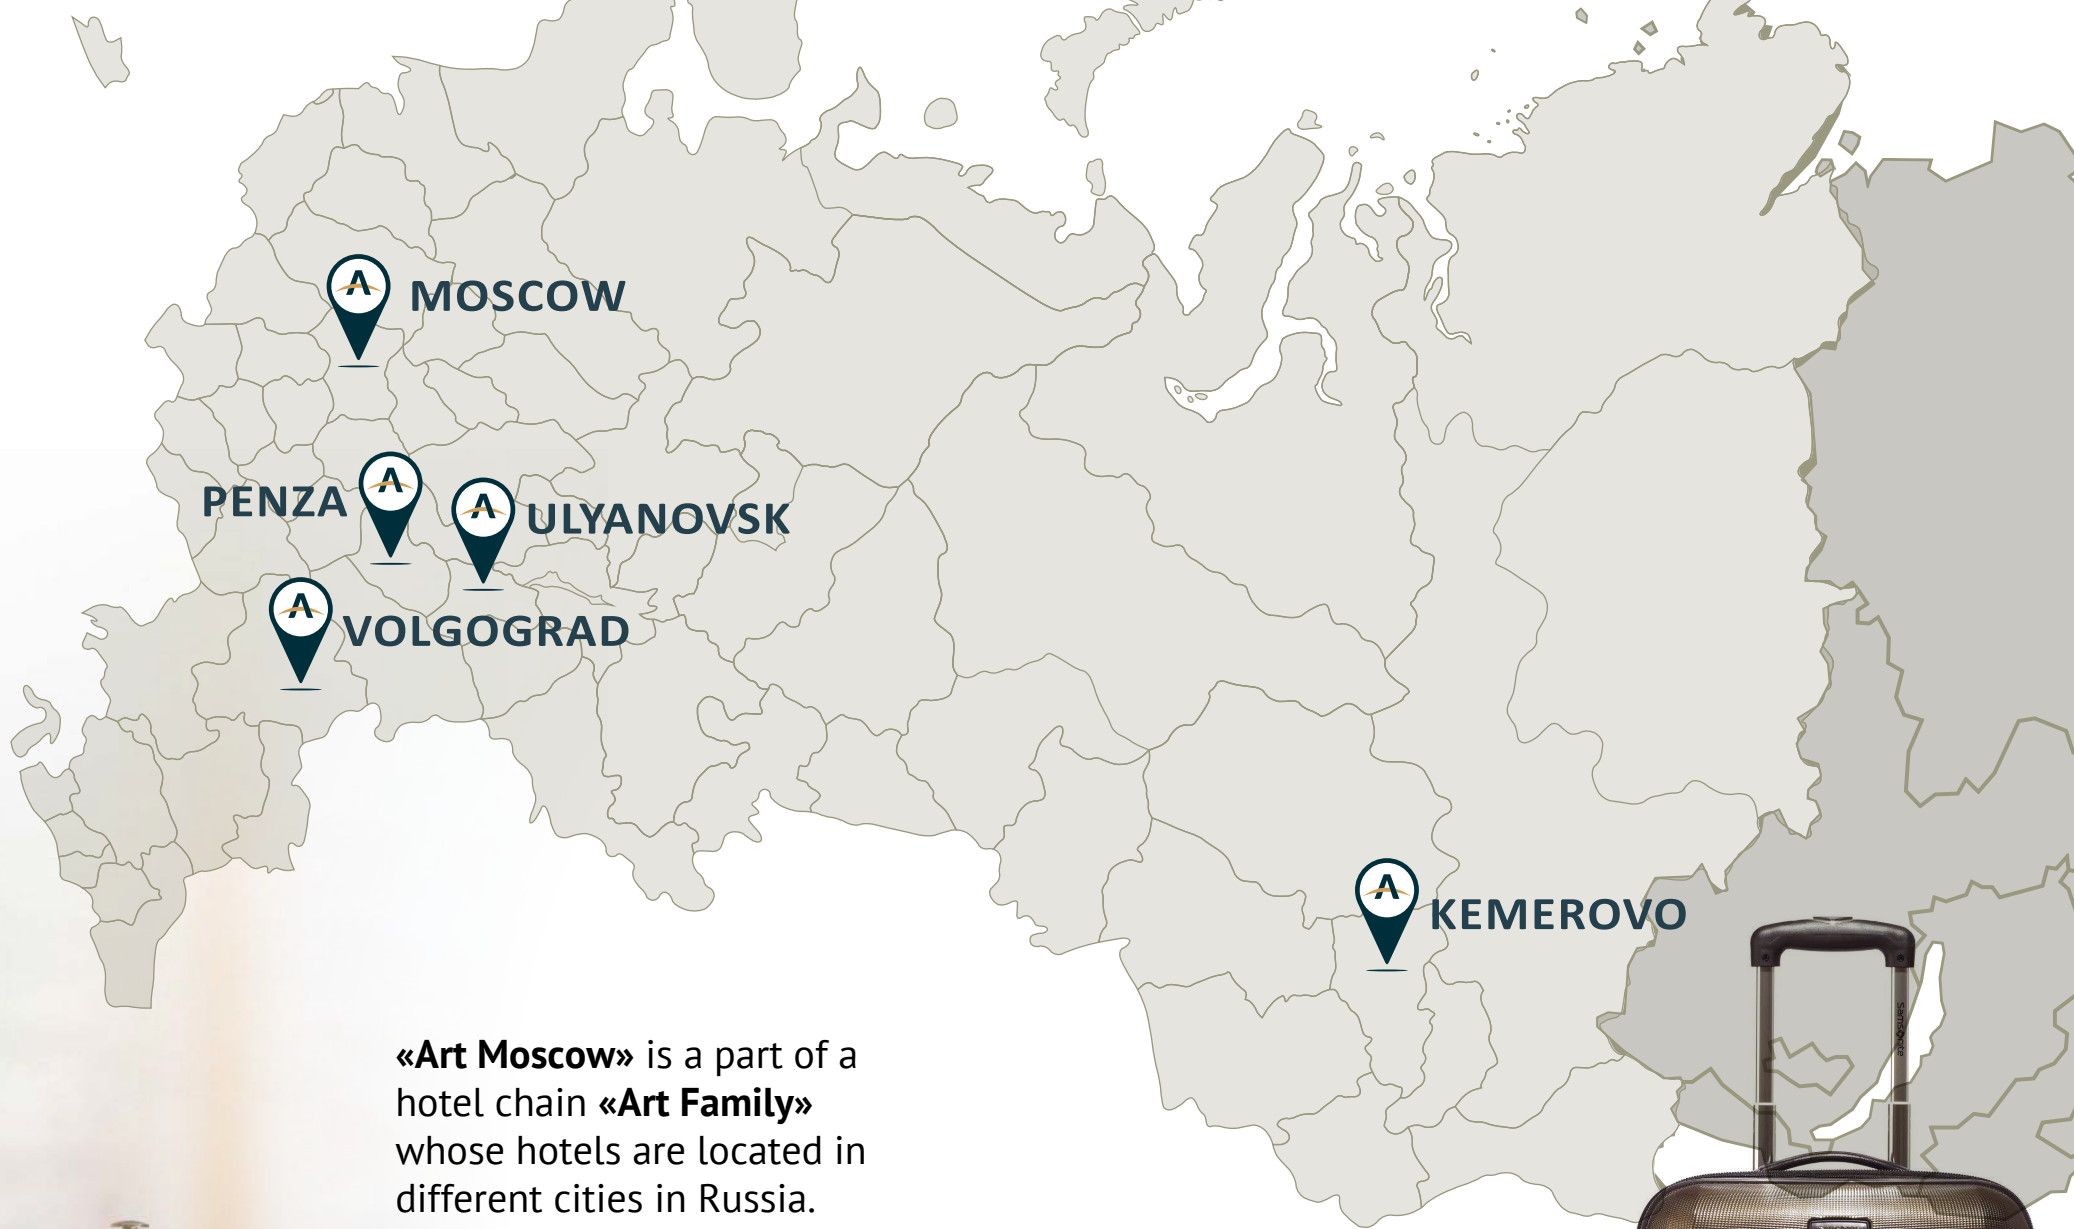 A MOSCOW
PENZA A
A ULYANOVSK
A VOLGOGRAD
A KEMEROVO
samsonite
«Art Moscow» is a part of a
hotel chain «Art Family»
whose hotels are located in
different cities in Russia.